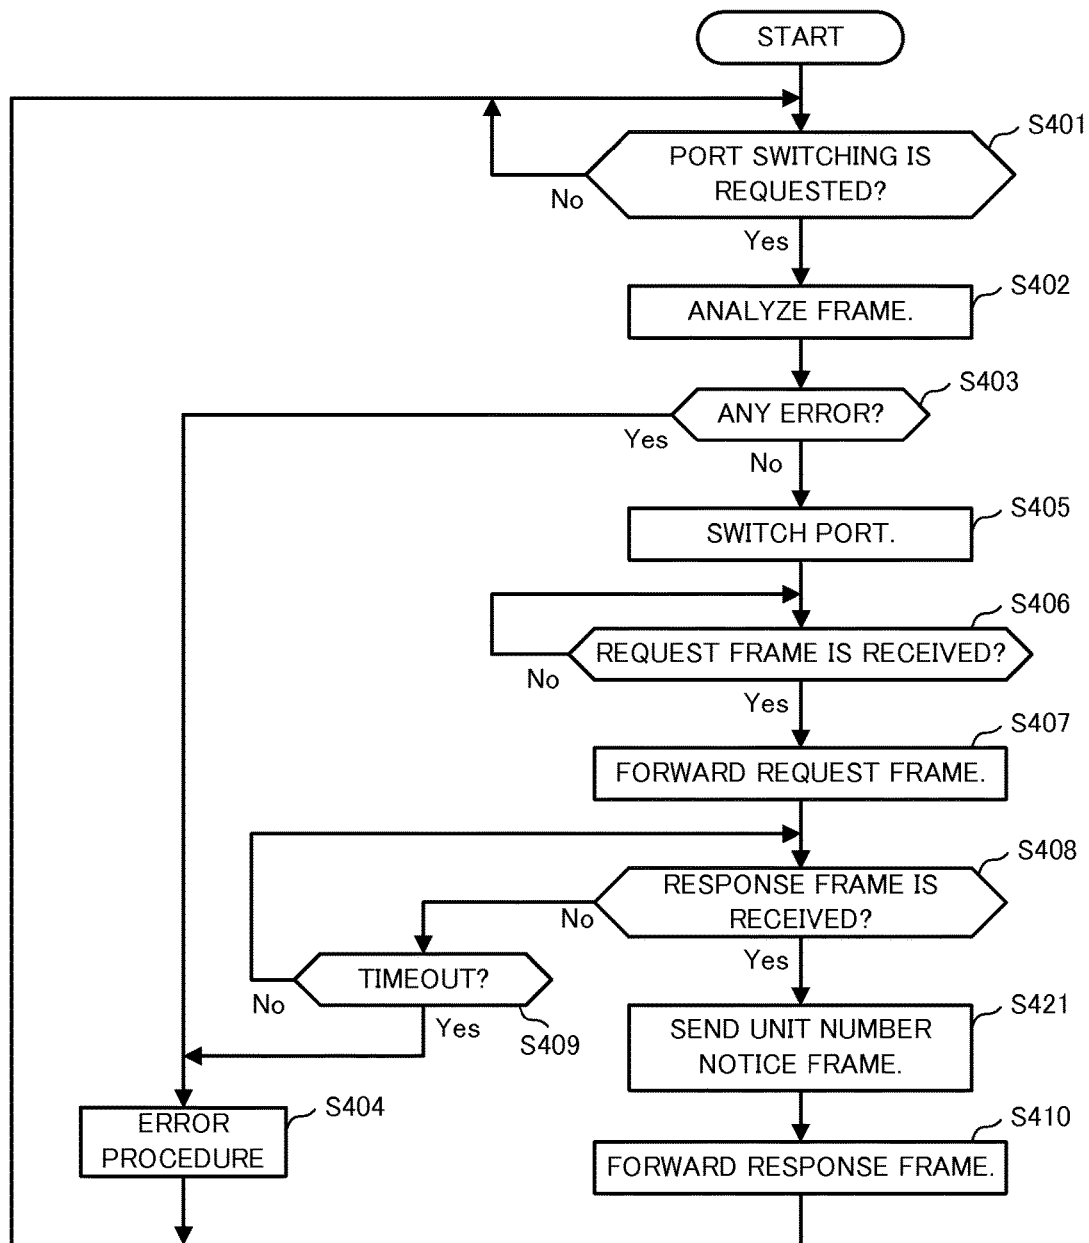 START
S401
PORT SWITCHING IS
REQUESTED?
No
Yes
S402
ANALYZE FRAME.
S403
ANY ERROR?
Yes
No
S405
SWITCH PORT.
S406
REQUEST FRAME IS RECEIVED?
No
Yes
S407
FORWARD REQUEST FRAME.
S408
RESPONSE FRAME IS
RECEIVED?
No
Yes
TIMEOUT?
No
Yes
S409
S421
SEND UNIT NUMBER
NOTICE FRAME.
S404
ERROR
PROCEDURE
S410
FORWARD RESPONSE FRAME.